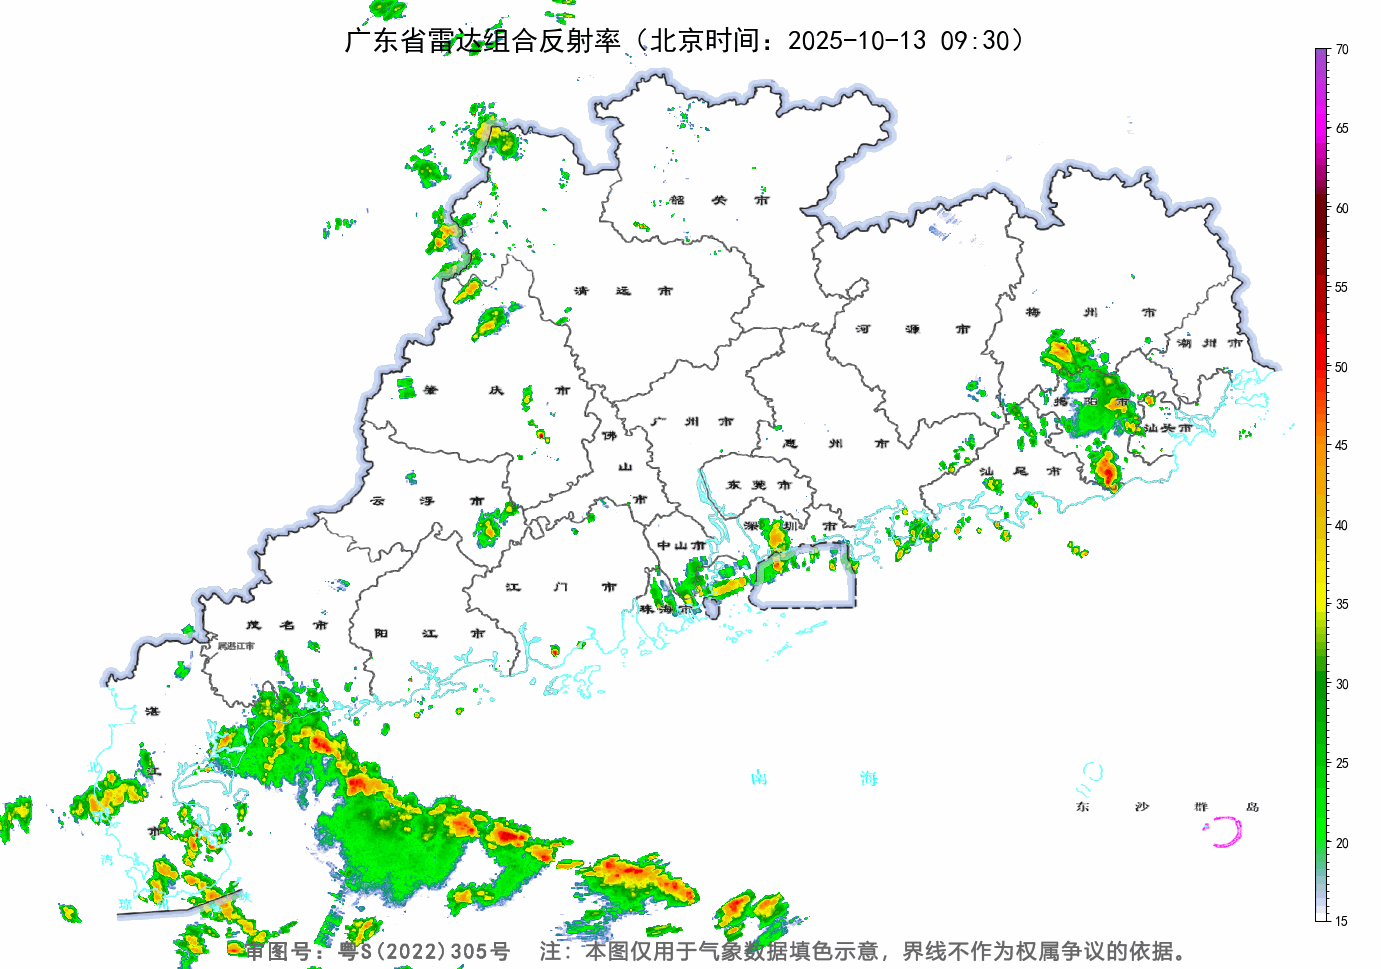 广东省雷达组合反射率（北京时间：2025-10-13 09:30）
70
65
60
55
50
45
40
35
30
25
20
15
韶关市
清远市
河源市
梅州市
潮州市
肇庆市
广州市
佛山市
惠州市
揭阳市
汕头市
汕尾市
云浮市
东莞市
深圳市
中山市
江门市
珠海市
茂名市
属湛江市
阳江市
湛江市
北
湾
琼州
峡
南海
东沙群岛
审图号：粤S(2022)305号 注：本图仅用于气象数据填色示意，界线不作为权属争议的依据。